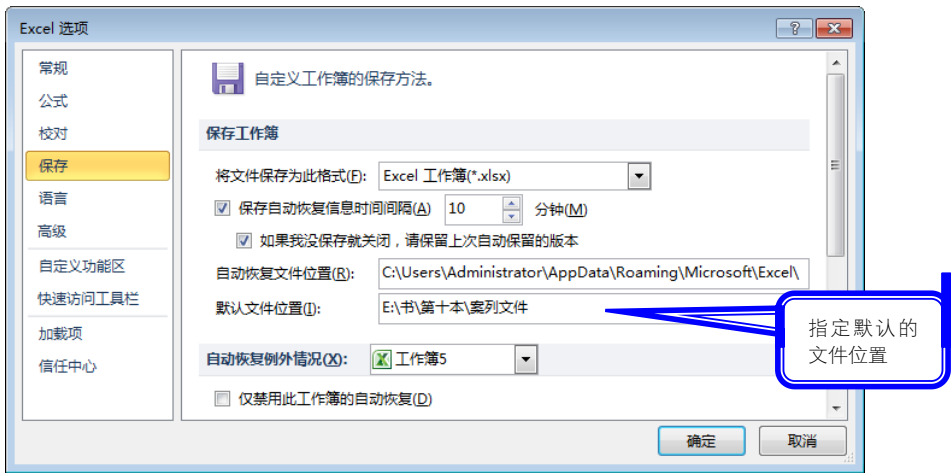 Excel 选项
常规
公式
校对
保存
语言
高级
自定义功能区
快速访问工具栏
加载项
信任中心
自定义工作簿的保存方法。
保存工作簿
将文件保存为此格式(F): Excel 工作簿(*.xlsx)
保存自动恢复信息时间间隔(A) 10 分钟(M)
如果我没保存就关闭，请保留上次自动保留的版本
自动恢复文件位置(R): C:\Users\Administrator\AppData\Roaming\Microsoft\Excel\
默认文件位置(I): E:\书\第十本\案列文件
指定默认的
文件位置
自动恢复例外情况(X): 工作簿5
仅禁用此工作簿的自动恢复(D)
确定 取消